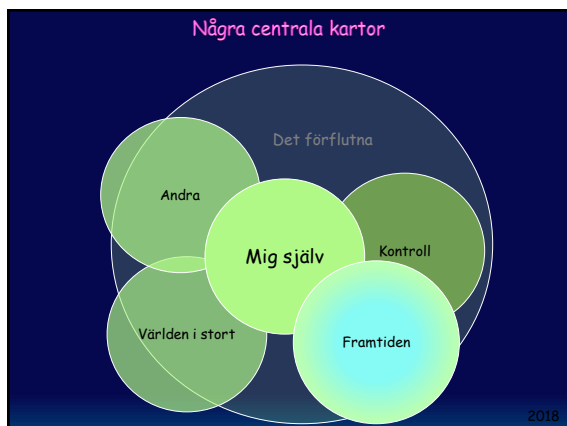 Några centrala kartor
Det förflutna
Andra
Mig själv
Kontroll
Världen i stort
Framtiden
2018